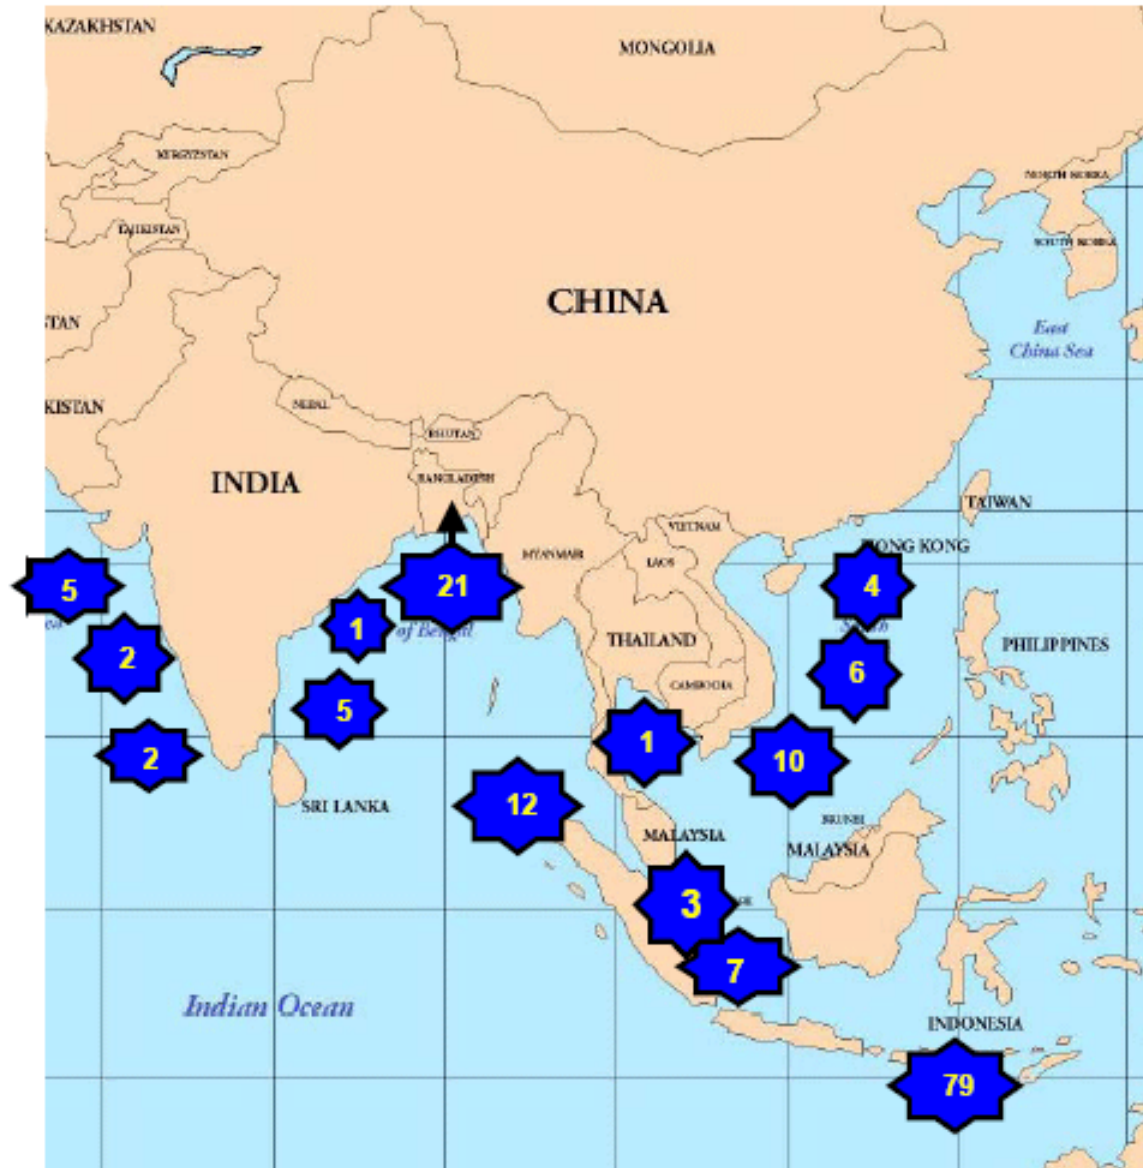 KAZAKHSTAN
MONGOLIA
KYRGYZSTAN
NORTH KOREA
TAJIKISTAN
SOUTH KOREA
CHINA
TAN
East
China Sea
NEPAL
KISTAN
BHUTAN
INDIA
BANGLADESH
TAIWAN
VIETNAM
HONG KONG
MYANMAR
LAOS
5
21
4
1
of Bengal
South
THAILAND
PHILIPPINES
2
6
CAMBODIA
5
1
2
10
12
SRI LANKA
BRUNEI
MALAYSIA
MALAYSIA
3
7
Indian Ocean
INDONESIA
79